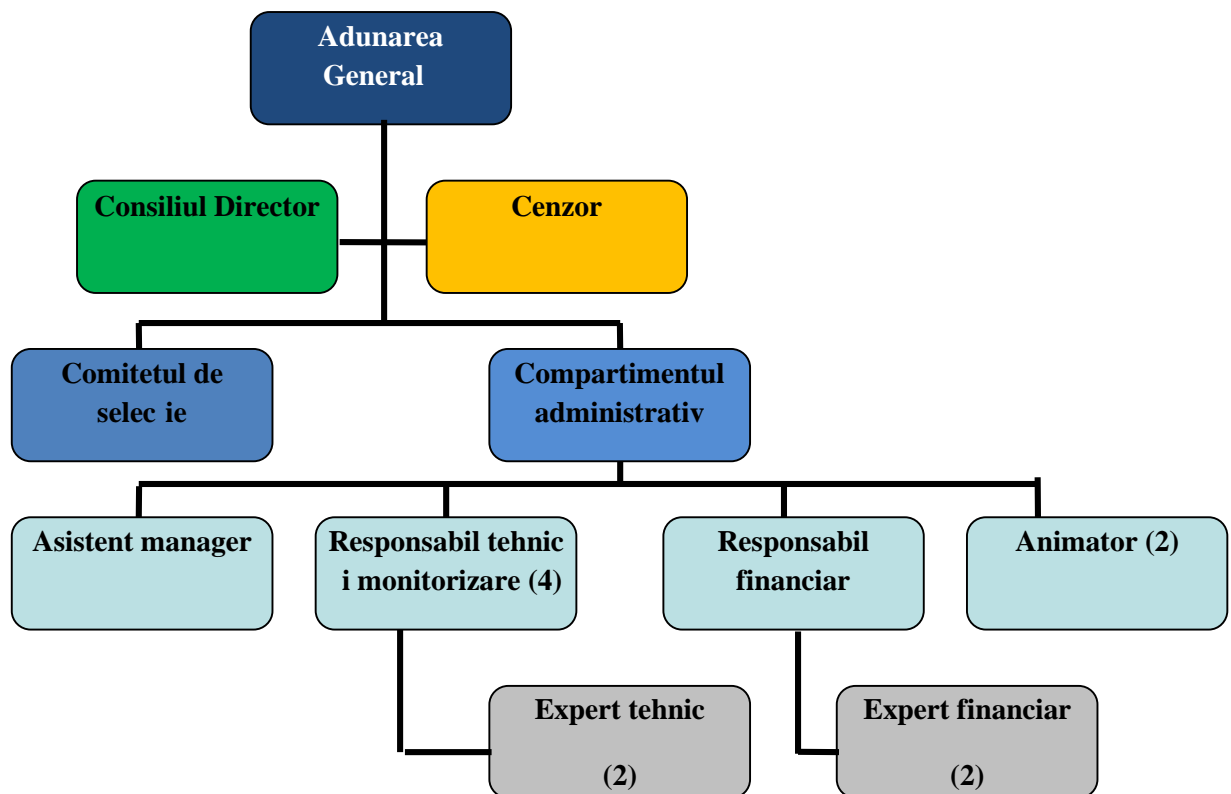 Adunarea
General
Consiliul Director
Cenzor
Comitetul de
selec ie
Compartimentul
administrativ
Asistent manager
Responsabil tehnic
i monitorizare (4)
Responsabil
financiar
Animator (2)
Expert tehnic
(2)
Expert financiar
(2)